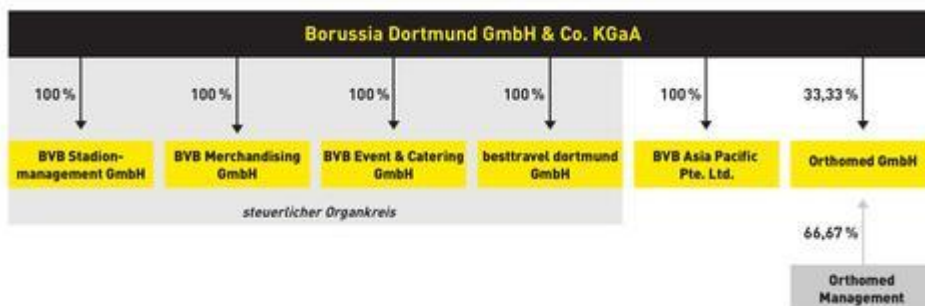 Borussia Dortmund GmbH & Co. KGaA
100 % 100 % 100 % 100 % 100 % 33,33 %
BVB Stadion-
management GmbH
BVB Merchandising
GmbH
BVB Event & Catering
GmbH
besttravel dortmund
GmbH
BVB Asia Pacific
Pte. Ltd.
Orthomed GmbH
steuerlicher Organkreis
66,67 %
Orthomed
Management